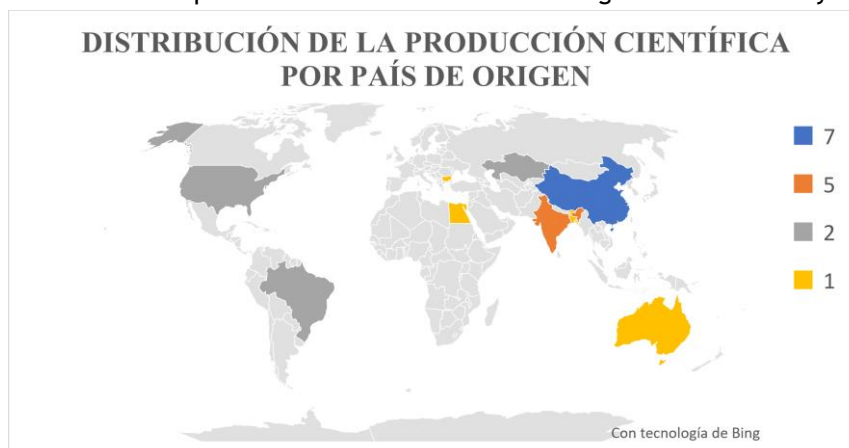 DISTRIBUCIÓN DE LA PRODUCCIÓN CIENTÍFICA
POR PAÍS DE ORIGEN
7
5
2
1
Con tecnología de Bing